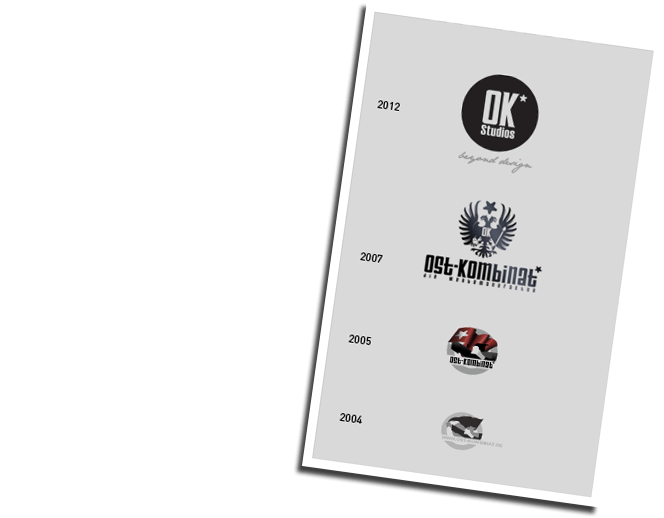 2012
OK*
Studios
beyond design
2007
OK
Ost-Kombinat*
2005
Ost-Kombinat
2004